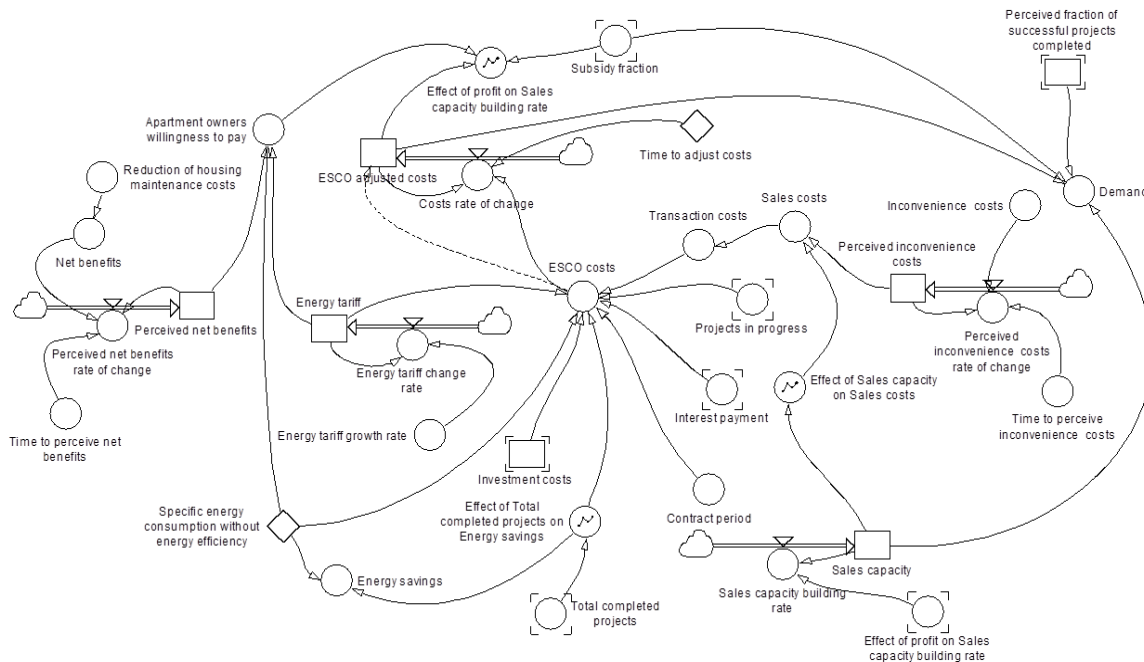 Perceived fraction of
successful projects
completed
Subsidy fraction
Effect of profit on Sales
capacity building rate
Apartment owners
willingness to pay
Time to adjust costs
ESCO adjusted costs
Costs rate of change
Reduction of housing
maintenance costs
Demand
Inconvenience costs
Sales costs
Transaction costs
Net benefits
Perceived inconvenience
costs
ESCO costs
Energy tariff
Perceived net benefits
Projects in progress
Perceived net benefits
rate of change
Perceived
inconvenience costs
rate of change
Energy tariff change
rate
Effect of Sales capacity
on Sales costs
Interest payment
Time to perceive net
benefits
Energy tariff growth rate
Time to perceive
inconvenience costs
Investment costs
Specific energy
consumption without
energy efficiency
Effect of Total
completed projects on
Energy savings
Contract period
Sales capacity
Energy savings
Sales capacity building
rate
Total completed
projects
Effect of profit on Sales
capacity building rate